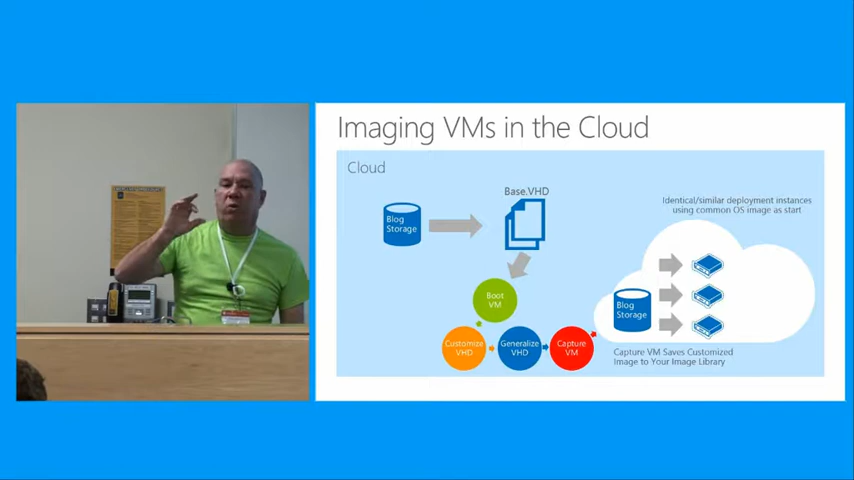 Imaging VMs in the Cloud
Cloud
Blog
Storage
Base.VHD
Boot
VM
Customize
VHD
Generalize
VHD
Capture
VM
Identical/similar deployment instances
using common OS image as start
Blog
Storage
Capture VM Saves Customized
Image to Your Image Library